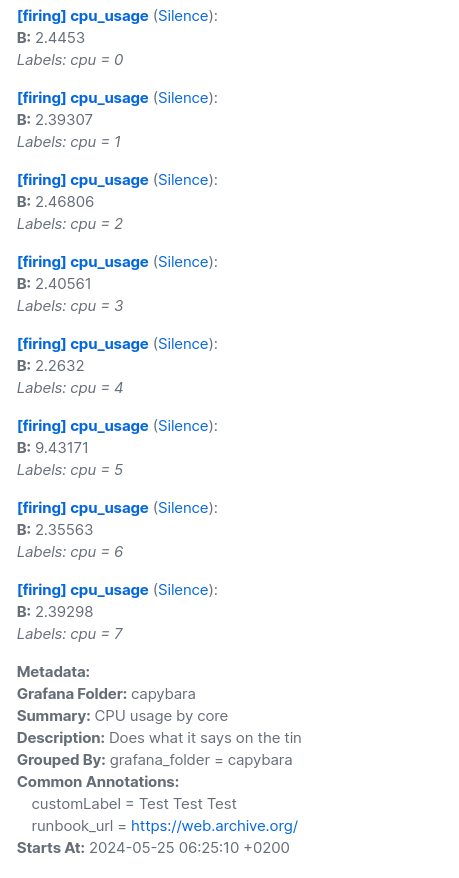 [firing] cpu_usage (Silence):
B: 2.4453
Labels: cpu = 0
[firing] cpu_usage (Silence):
B: 2.39307
Labels: cpu = 1
[firing] cpu_usage (Silence):
B: 2.46806
Labels: cpu = 2
[firing] cpu_usage (Silence):
B: 2.40561
Labels: cpu = 3
[firing] cpu_usage (Silence):
B: 2.2632
Labels: cpu = 4
[firing] cpu_usage (Silence):
B: 9.43171
Labels: cpu = 5
[firing] cpu_usage (Silence):
B: 2.35563
Labels: cpu = 6
[firing] cpu_usage (Silence):
B: 2.39298
Labels: cpu = 7
Metadata:
Grafana Folder: capybara
Summary: CPU usage by core
Description: Does what it says on the tin
Grouped By: grafana_folder = capybara
Common Annotations:
customLabel = Test Test Test
runbook_url = https://web.archive.org/
Starts At: 2024-05-25 06:25:10 +0200